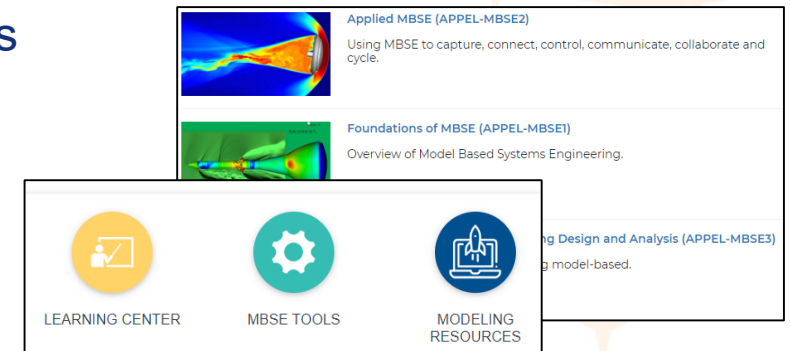 s
Applied MBSE (APPEL-MBSE2)
Using MBSE to capture, connect, control, communicate, collaborate and
cycle.
Foundations of MBSE (APPEL-MBSE1)
Overview of Model Based Systems Engineering.
ng Design and Analysis (APPEL-MBSE3)
g model-based.
LEARNING CENTER
MBSE TOOLS
MODELING
RESOURCES